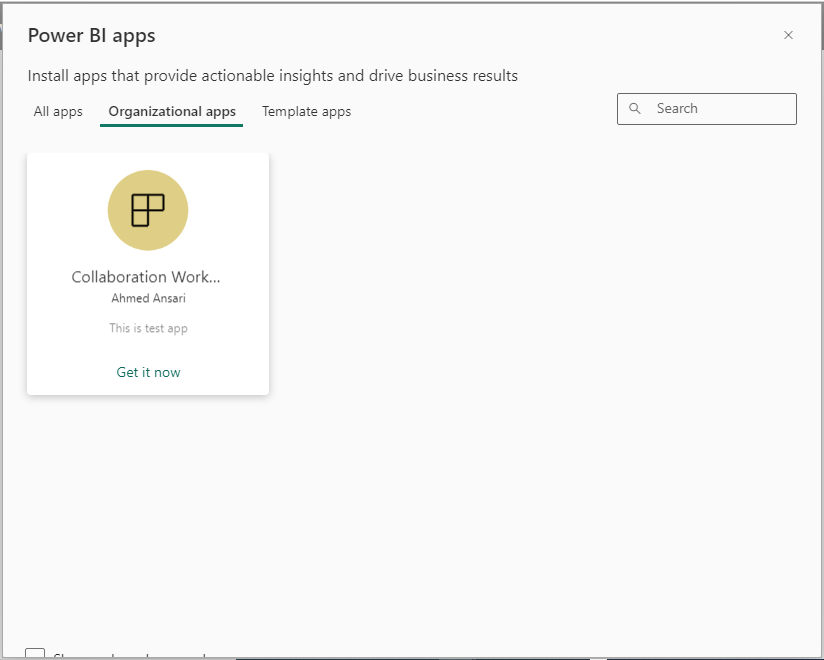 Power BI apps
Install apps that provide actionable insights and drive business results
All apps Organizational apps Template apps Search
Collaboration Work...
Ahmed Ansari
This is test app
Get it now